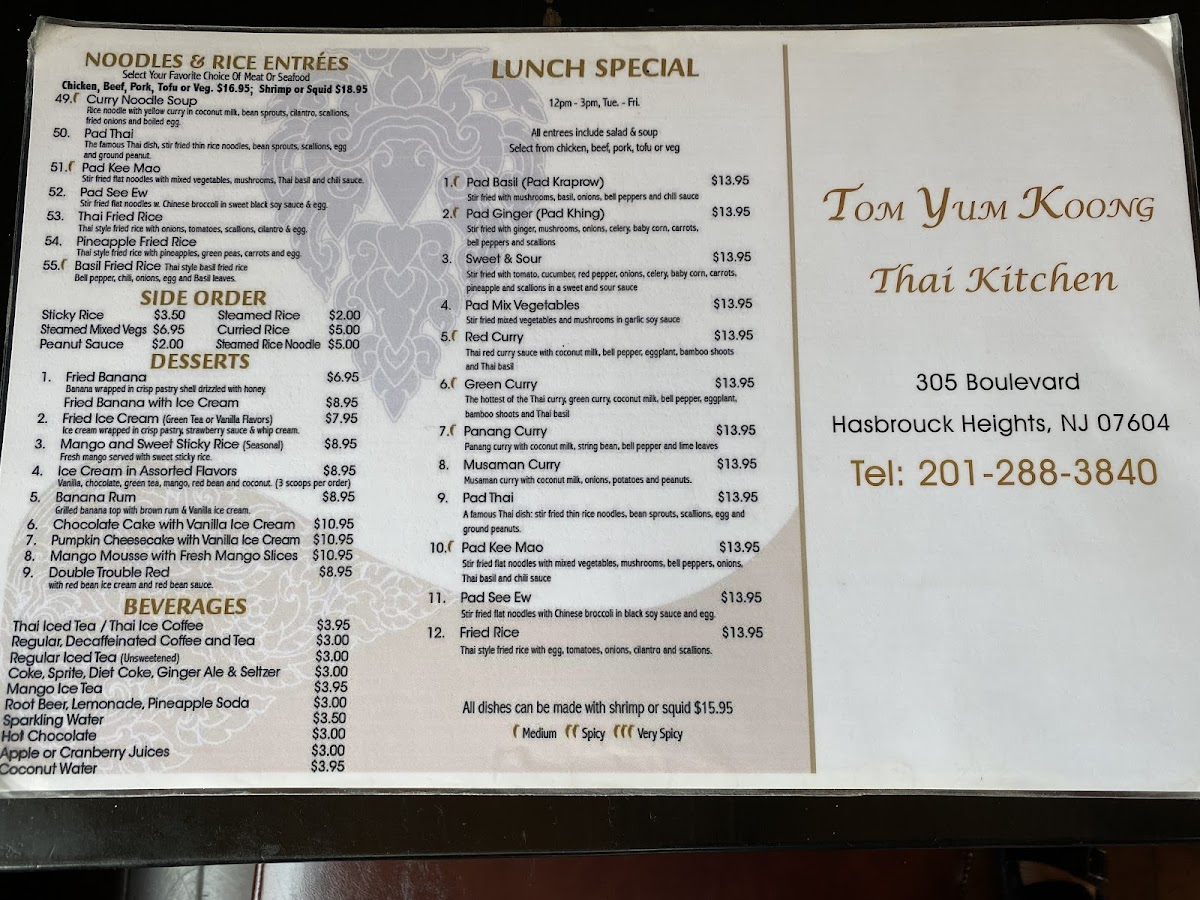 NOODLES & RICE ENTRÉES
Select Your Favorite Choice Of Meat Or Seafood
Chicken, Beef, Pork, Tofu or Veg. $16.95; Shrimp or Squid $18.95
49. Curry Noodle Soup
Rice noodle with yellow curry in coconut milk, bean sprouts, cilantro, scallions,
fried onions and boiled egg.
50. Pad Thai
The famous Thai dish, stir fried thin rice noodles, bean sprouts, scallions, egg
and ground peanut.
51. Pad Kee Mao
Stir fried flat noodles with mixed vegetables, mushrooms, Thai basil and chili sauce.
52. Pad See Ew
Stir fried flat noodles w. Chinese broccoli in sweet black soy sauce & egg.
53. Thai Fried Rice
Thai style fried rice with onions, tomatoes, scallions, cilantro & egg.
54. Pineapple Fried Rice
Thai style fried rice with pineapples, green peas, carrots and egg.
55. Basil Fried Rice Thai style basil fried rice
Bell pepper, chili, onions, egg and Basil leaves.
SIDE ORDER
Sticky Rice $3.50 Steamed Rice $2.00
Steamed Mixed Vegs $6.95 Curried Rice $5.00
Peanut Sauce $2.00 Steamed Rice Noodle $5.00
DESSERTS
1. Fried Banana $6.95
Banana wrapped in crisp pastry shell drizzled with honey.
Fried Banana with Ice Cream $8.95
2. Fried Ice Cream (Green Tea or Vanilla Flavors) $7.95
Ice cream wrapped in crisp pastry, strawberry sauce & whip cream.
3. Mango and Sweet Sticky Rice (Seasonal) $8.95
Fresh mango served with sweet sticky rice.
4. Ice Cream in Assorted Flavors $8.95
Vanilla, chocolate, green tea, mango, red bean and coconut. (3 scoops per order)
5. Banana Rum $8.95
Grilled banana top with brown rum & Vanilla ice cream.
6. Chocolate Cake with Vanilla Ice Cream $10.95
7. Pumpkin Cheesecake with Vanilla Ice Cream $10.95
8. Mango Mousse with Fresh Mango Slices $10.95
9. Double Trouble Red $8.95
with red bean ice cream and red bean sauce.
BEVERAGES
Thai Iced Tea / Thai Ice Coffee $3.95
Regular, Decaffeinated Coffee and Tea $3.00
Regular Iced Tea (Unsweetened) $3.00
Coke, Sprite, Diet Coke, Ginger Ale & Seltzer $3.00
Mango Ice Tea $3.95
Root Beer, Lemonade, Pineapple Soda $3.00
Sparkling Water $3.50
Hot Chocolate $3.00
Apple or Cranberry Juices $3.00
Coconut Water $3.95
LUNCH SPECIAL
12pm - 3pm, Tue. - Fri.
All entrees include salad & soup
Select from chicken, beef, pork, tofu or veg
1. Pad Basil (Pad Kraprow) $13.95
Stir fried with mushrooms, basil, onions, bell peppers and chili sauce
2. Pad Ginger (Pad Khing) $13.95
Stir fried with ginger, mushrooms, onions, celery, baby corn, carrots,
bell peppers and scallions
3. Sweet & Sour $13.95
Stir fried with tomato, cucumber, red pepper, onions, celery, baby corn, carrots,
pineapple and scallions in a sweet and sour sauce
4. Pad Mix Vegetables $13.95
Stir fried mixed vegetables and mushrooms in garlic soy sauce
5. Red Curry $13.95
Thai red curry sauce with coconut milk, bell pepper, eggplant, bamboo shoots
and Thai basil
6. Green Curry $13.95
The hottest of the Thai curry, green curry, coconut milk, bell pepper, eggplant,
bamboo shoots and Thai basil
7. Panang Curry $13.95
Panang curry with coconut milk, string bean, bell pepper and lime leaves
8. Musaman Curry $13.95
Musaman curry with coconut milk, onions, potatoes and peanuts.
9. Pad Thai $13.95
A famous Thai dish: stir fried thin rice noodles, bean sprouts, scallions, egg and
ground peanuts.
10. Pad Kee Mao $13.95
Stir fried flat noodles with mixed vegetables, mushrooms, bell peppers, onions,
Thai basil and chili sauce
11. Pad See Ew $13.95
Stir fried flat noodles with Chinese broccoli in black soy sauce and egg.
12. Fried Rice $13.95
Thai style fried rice with egg, tomatoes, onions, cilantro and scallions.
All dishes can be made with shrimp or squid $15.95
Medium Spicy Very Spicy
TOM YUM KOONG
THAI KITCHEN
305 Boulevard
Hasbrouck Heights, NJ 07604
Tel: 201-288-3840